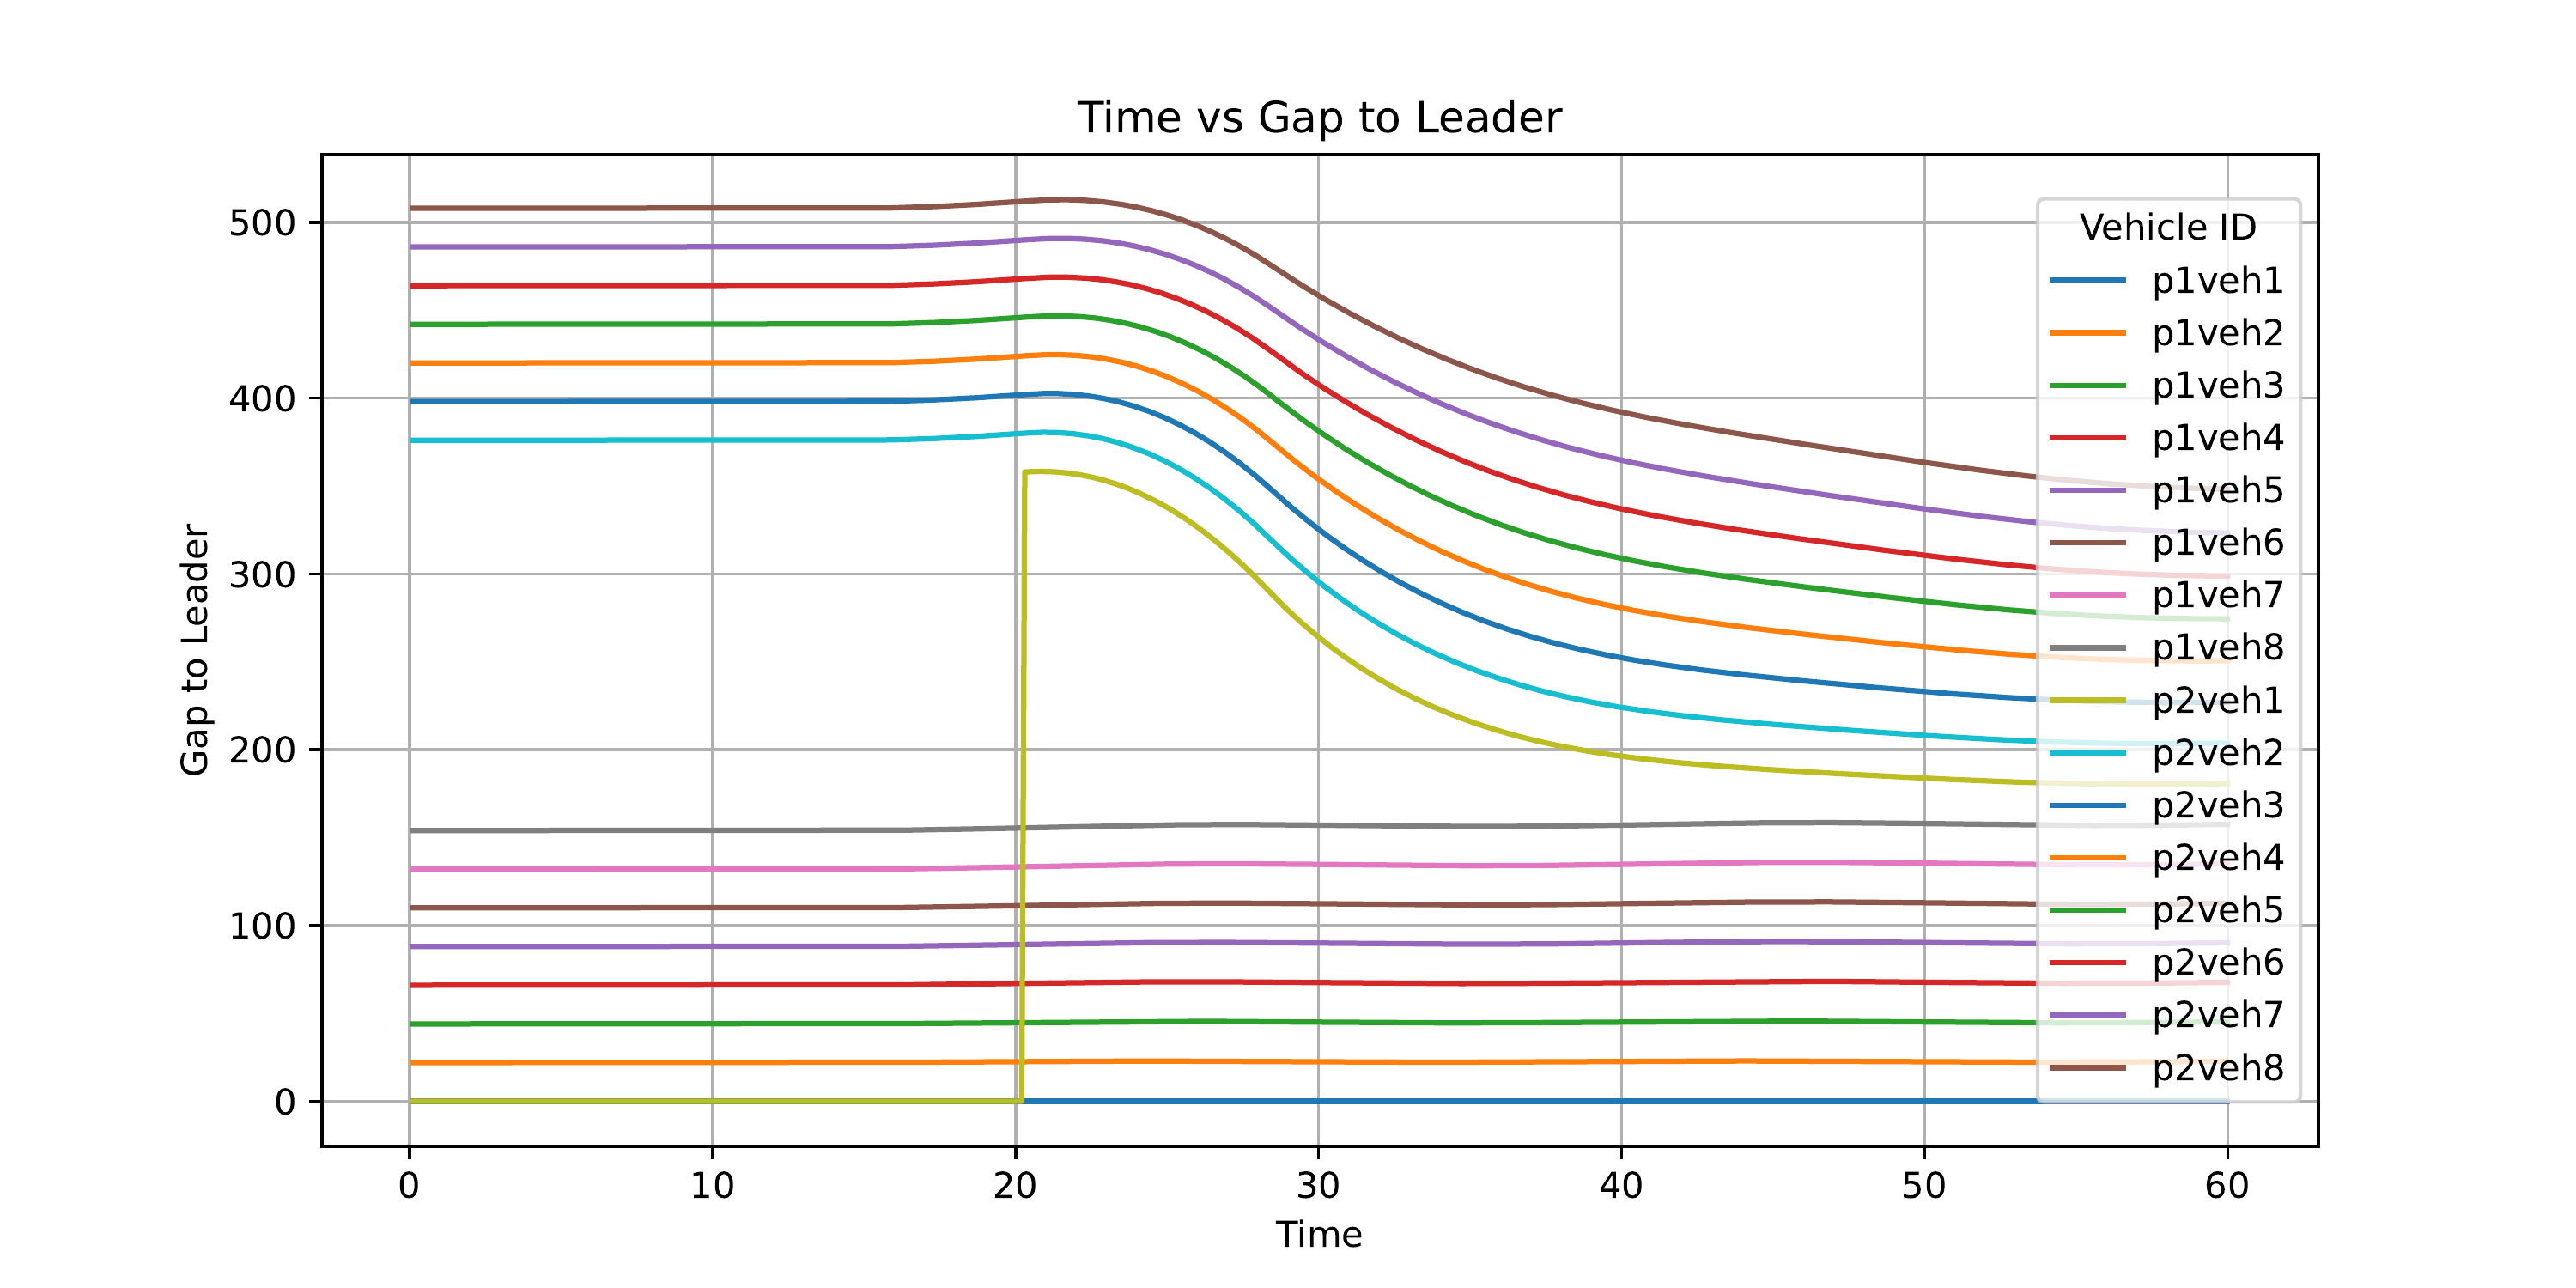 Time vs Gap to Leader
Gap to Leader
500
400
300
200
100
0
0 10 20 30 40 50 60
Time
Vehicle ID
p1veh1
p1veh2
p1veh3
p1veh4
p1veh5
p1veh6
p1veh7
p1veh8
p2veh1
p2veh2
p2veh3
p2veh4
p2veh5
p2veh6
p2veh7
p2veh8